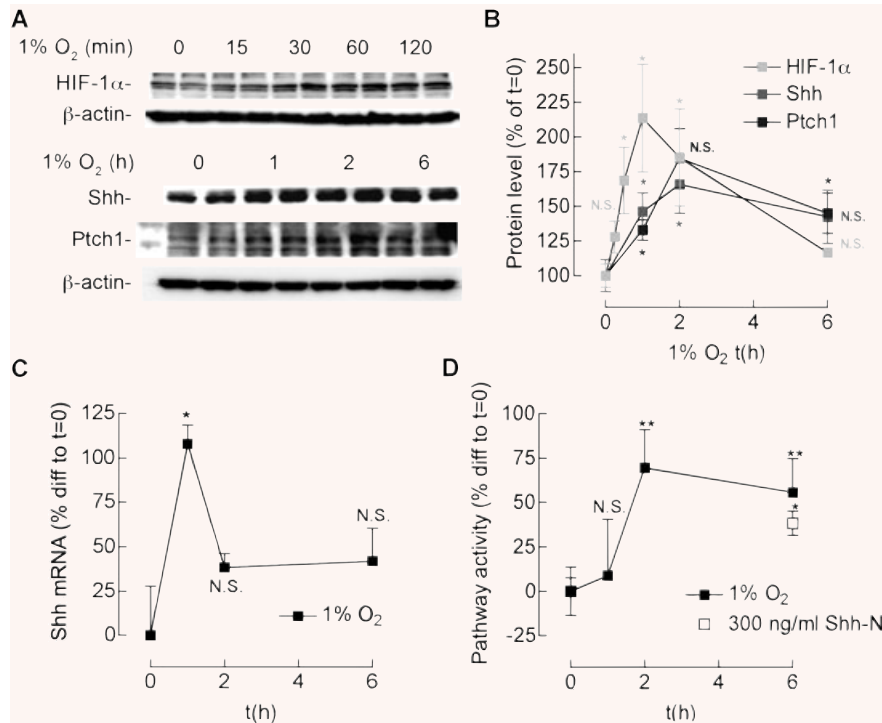 A
1% O2 (min) 0 15 30 60 120
HIF-1α-
β-actin-
1% O2 (h) 0 1 2 6
Shh-
Ptch1-
β-actin-
B
Protein level (% of t=0)
250
225
200
175
150
125
100
HIF-1α
Shh
Ptch1
*
*
*
N.S.
N.S.
*
*
*
*
N.S.
N.S.
0 2 4 6
1% O2 t(h)
C
Shh mRNA (% diff to t=0)
125
100
75
50
25
0
*
N.S.
N.S.
1% O2
0 2 4 6
t(h)
D
Pathway activity (% diff to t=0)
100
75
50
25
0
-25
**
N.S.
**
*
1% O2
300 ng/ml Shh-N
0 2 4 6
t(h)